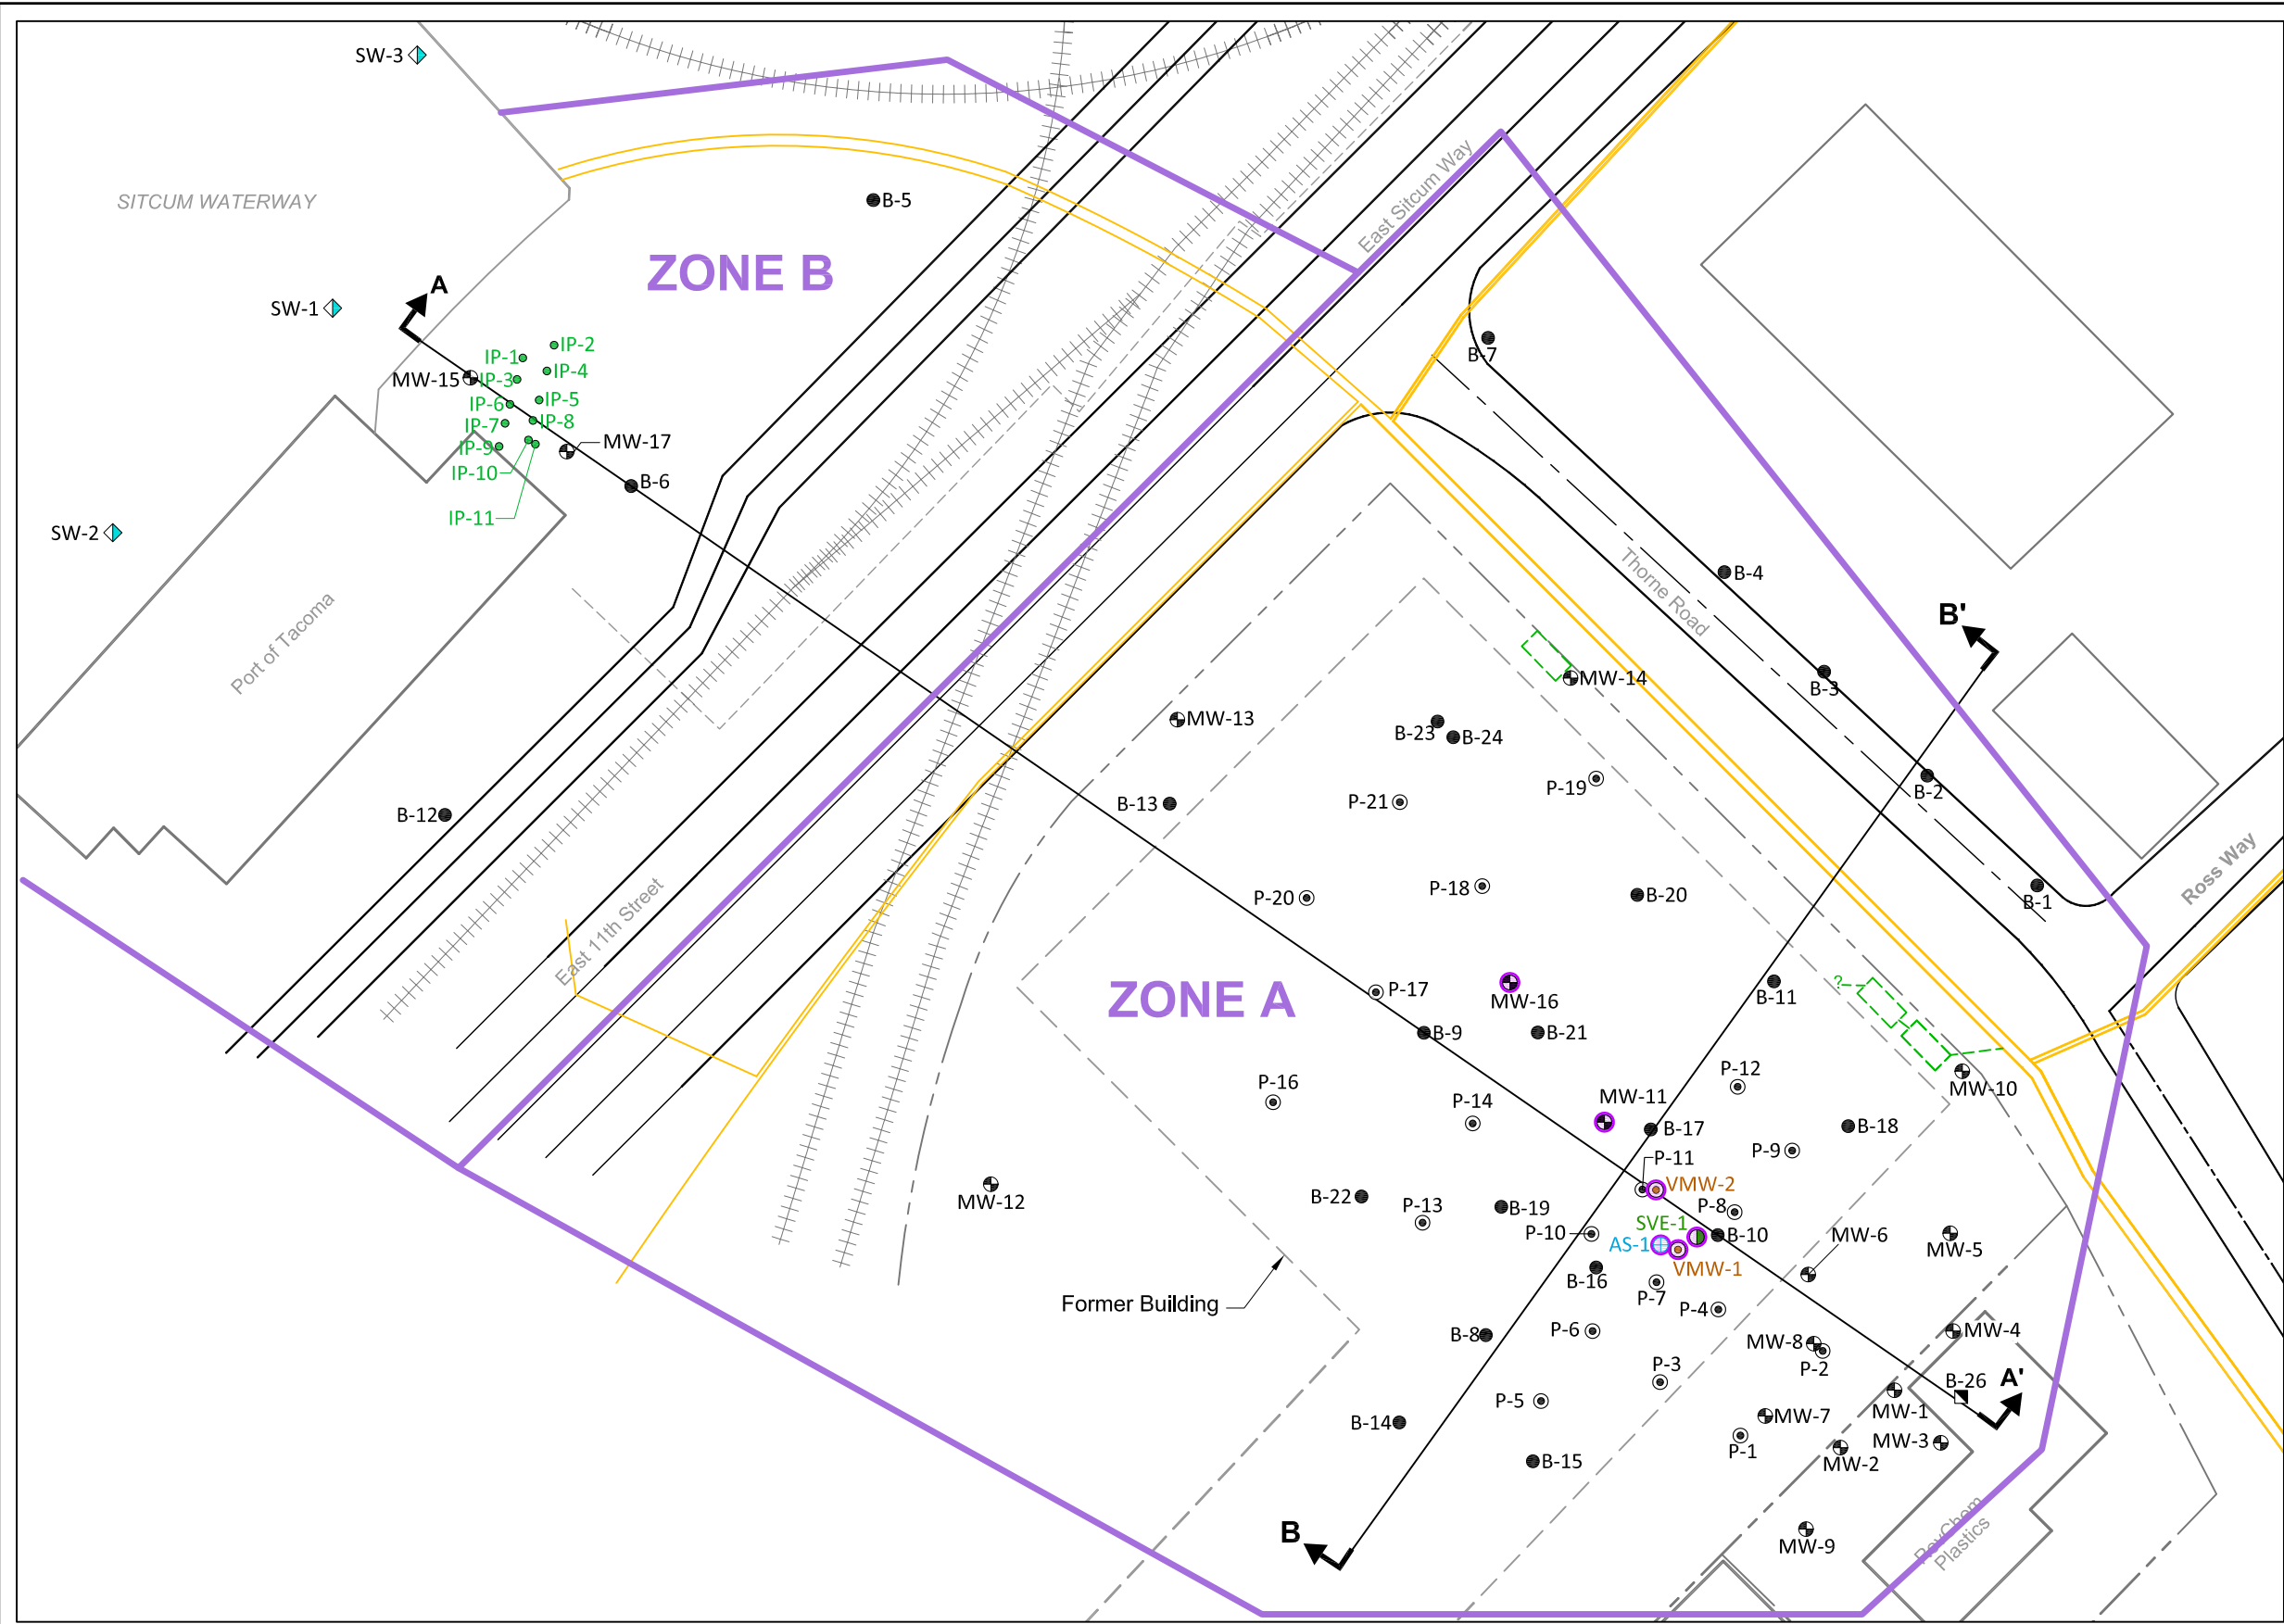 SW-3
SITCUM WATERWAY
B-5
East Sitcum Way
ZONE B
A
SW-1
IP-1
IP-2
B-7
MW-15
IP-3
IP-4
IP-6
IP-5
IP-7
IP-8
IP-9
MW-17
IP-10
B-6
IP-11
SW-2
B-4
Thorne Road
B'
Port of Tacoma
MW-14
B-3
MW-13
B-23
B-24
P-19
B-2
B-13
P-21
B-12
Ross Way
P-18
B-20
B-1
P-20
East 11th Street
ZONE A
P-17
MW-16
B-11
?
B-9
B-21
P-16
P-12
MW-10
P-14
MW-11
B-17
B-18
P-9
P-11
MW-12
B-22
VMW-2
P-13
B-19
P-8
SVE-1
P-10
AS-1
B-10
MW-6
MW-5
VMW-1
B-16
P-7
Former Building
P-4
B-8
P-6
MW-8
MW-4
P-2
P-3
B-26
A'
P-5
MW-1
B-14
MW-7
P-1
MW-3
MW-2
B-15
B
MW-9
RayChem
Plastics